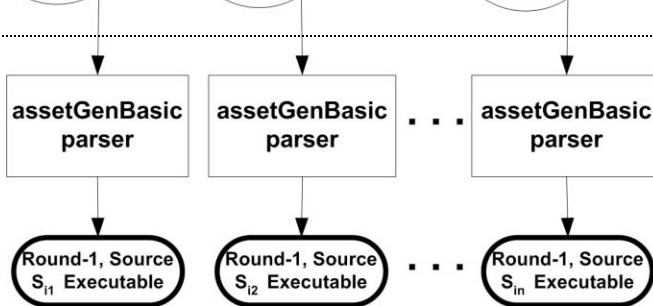 assetGenBasic
parser
assetGenBasic
parser
. . .
assetGenBasic
parser
Round-1, Source
Si1 Executable
Round-1, Source
Si2 Executable
. . .
Round-1, Source
Sin Executable